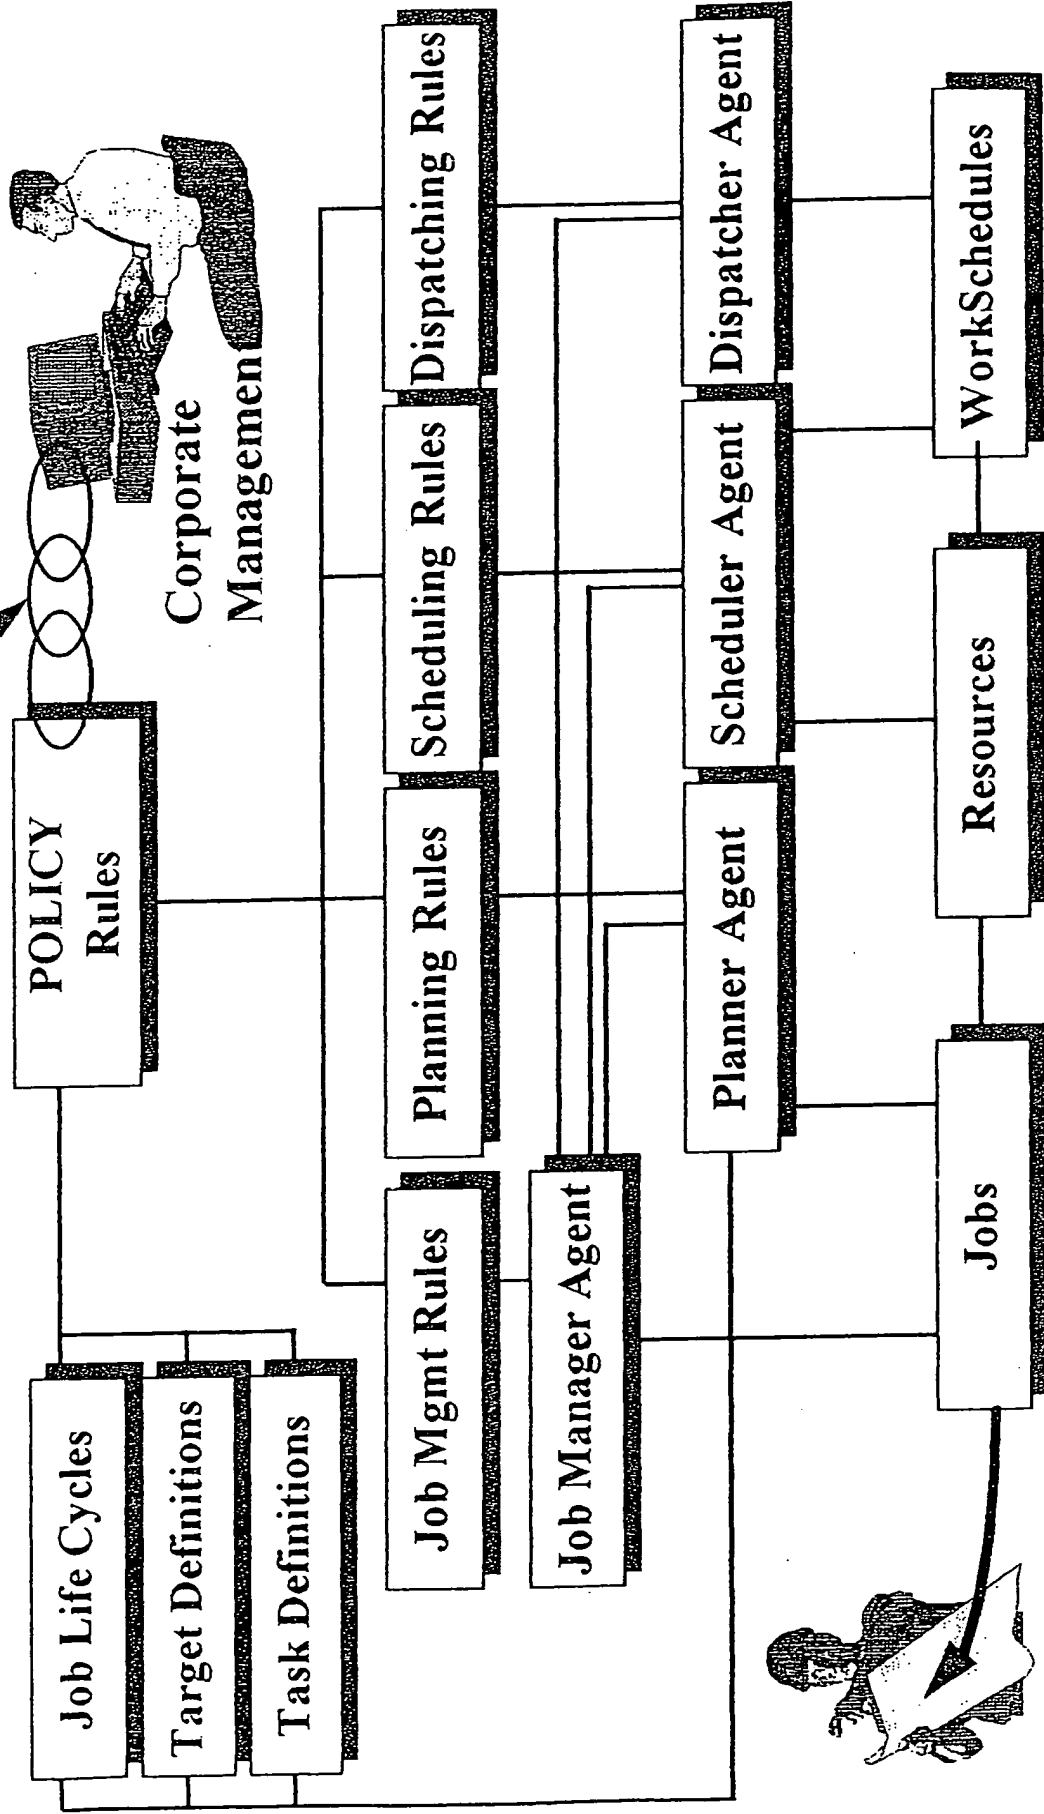 POLICY
Rules
Corporate
Management
Job Life Cycles
Target Definitions
Task Definitions
Job Mgmt Rules
Planning Rules
Scheduling Rules
Dispatching Rules
Job Manager Agent
Planner Agent
Scheduler Agent
Dispatcher Agent
Jobs
Resources
WorkSchedules